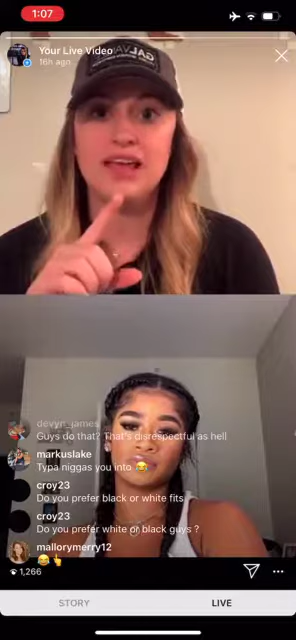 1:07
GALVA
Your Live Video
16h ago
devyn_james
Guys do that? That's disrespectful as hell
markuslake
Typa niggas you into 😂
croy23
Do you prefer black or white fits
croy23
Do you prefer white or black guys ?
mallorymerry12
😂👆
1,266
STORY LIVE